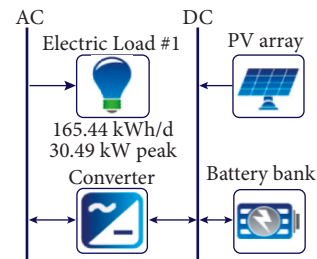 AC
DC
Electric Load #1
PV array
165.44 kWh/d
30.49 kW peak
Converter
Battery bank